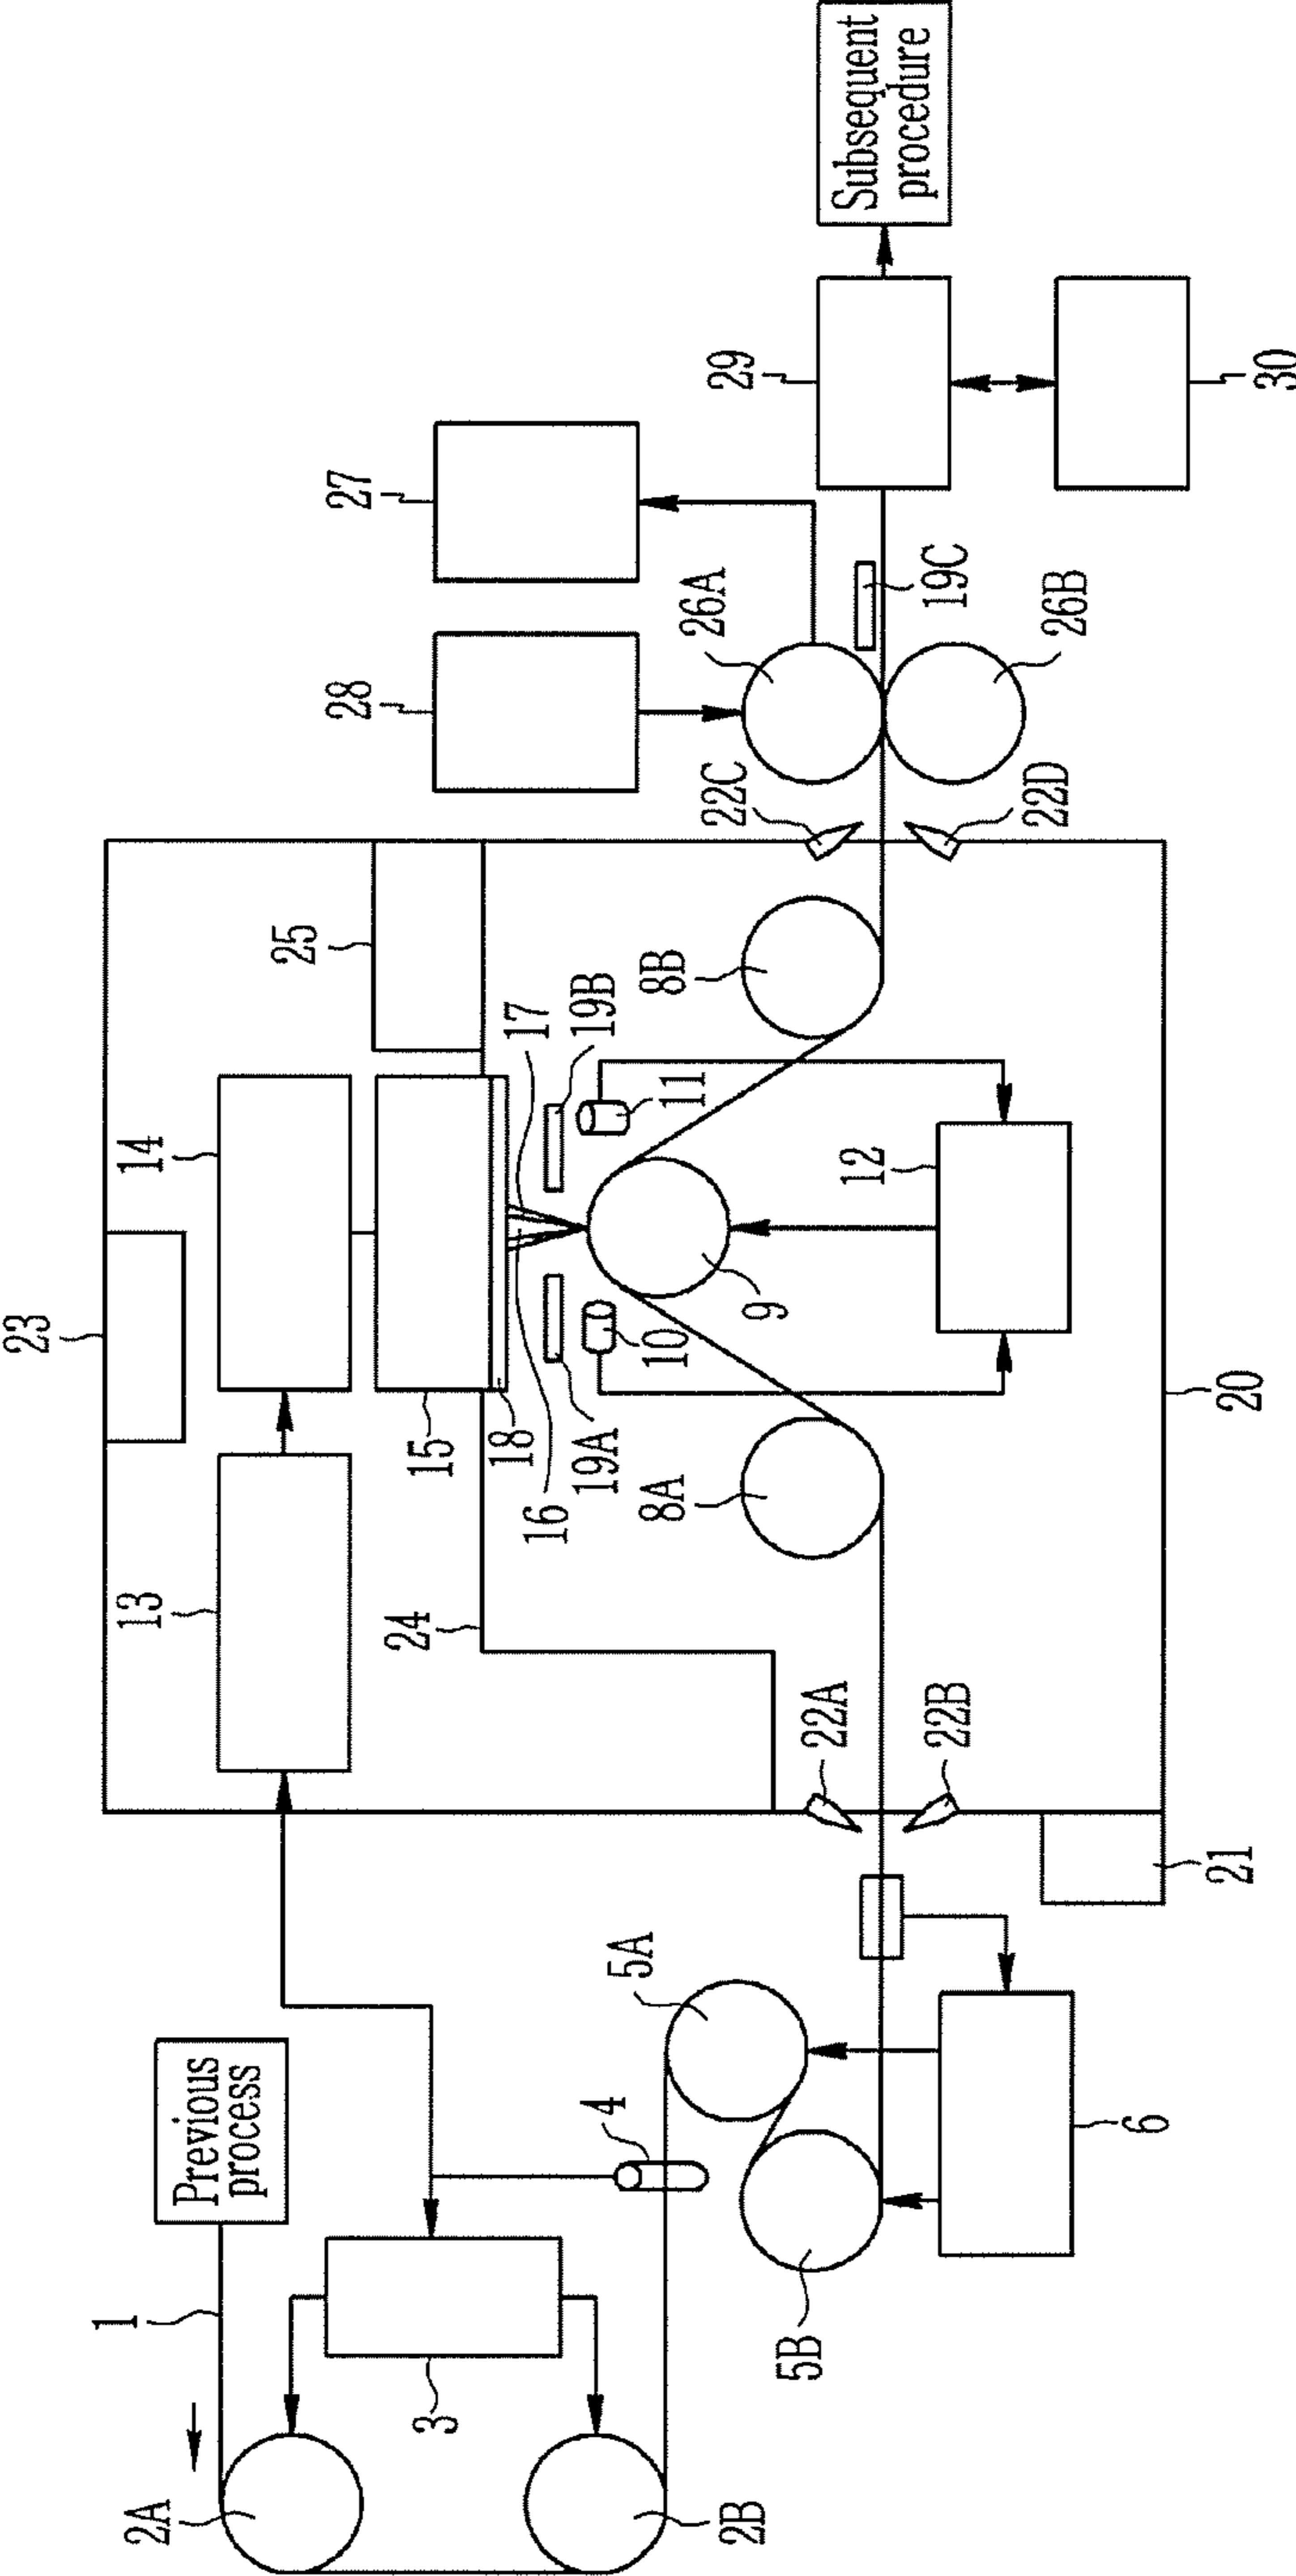 23
1
13
14
2A
Previous
process
25
28
27
24
15
3
18
17
16
19A
19B
4
5A
8A
8B
10
11
26A
22C
29
2B
9
5B
22A
Subsequent
procedure
12
22B
19C
22D
26B
6
21
20
30